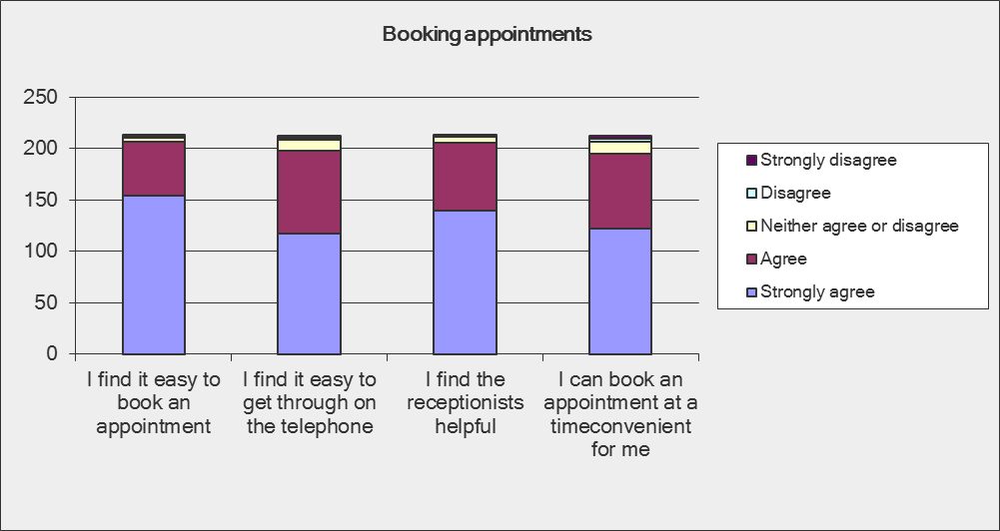 Booking appointments
250
200
150
100
50
0
I find it easy to
book an
appointment
I find it easy to
get through on
the telephone
I find the
receptionists
helpful
I can book an
appointment at a
timeconvenient
for me
Strongly disagree
Disagree
Neither agree or disagree
Agree
Strongly agree